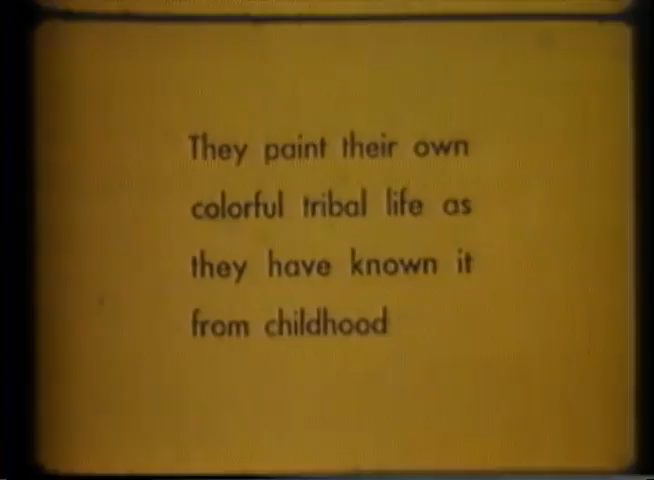 They paint their own
colorful tribal life as
they have known it
from childhood